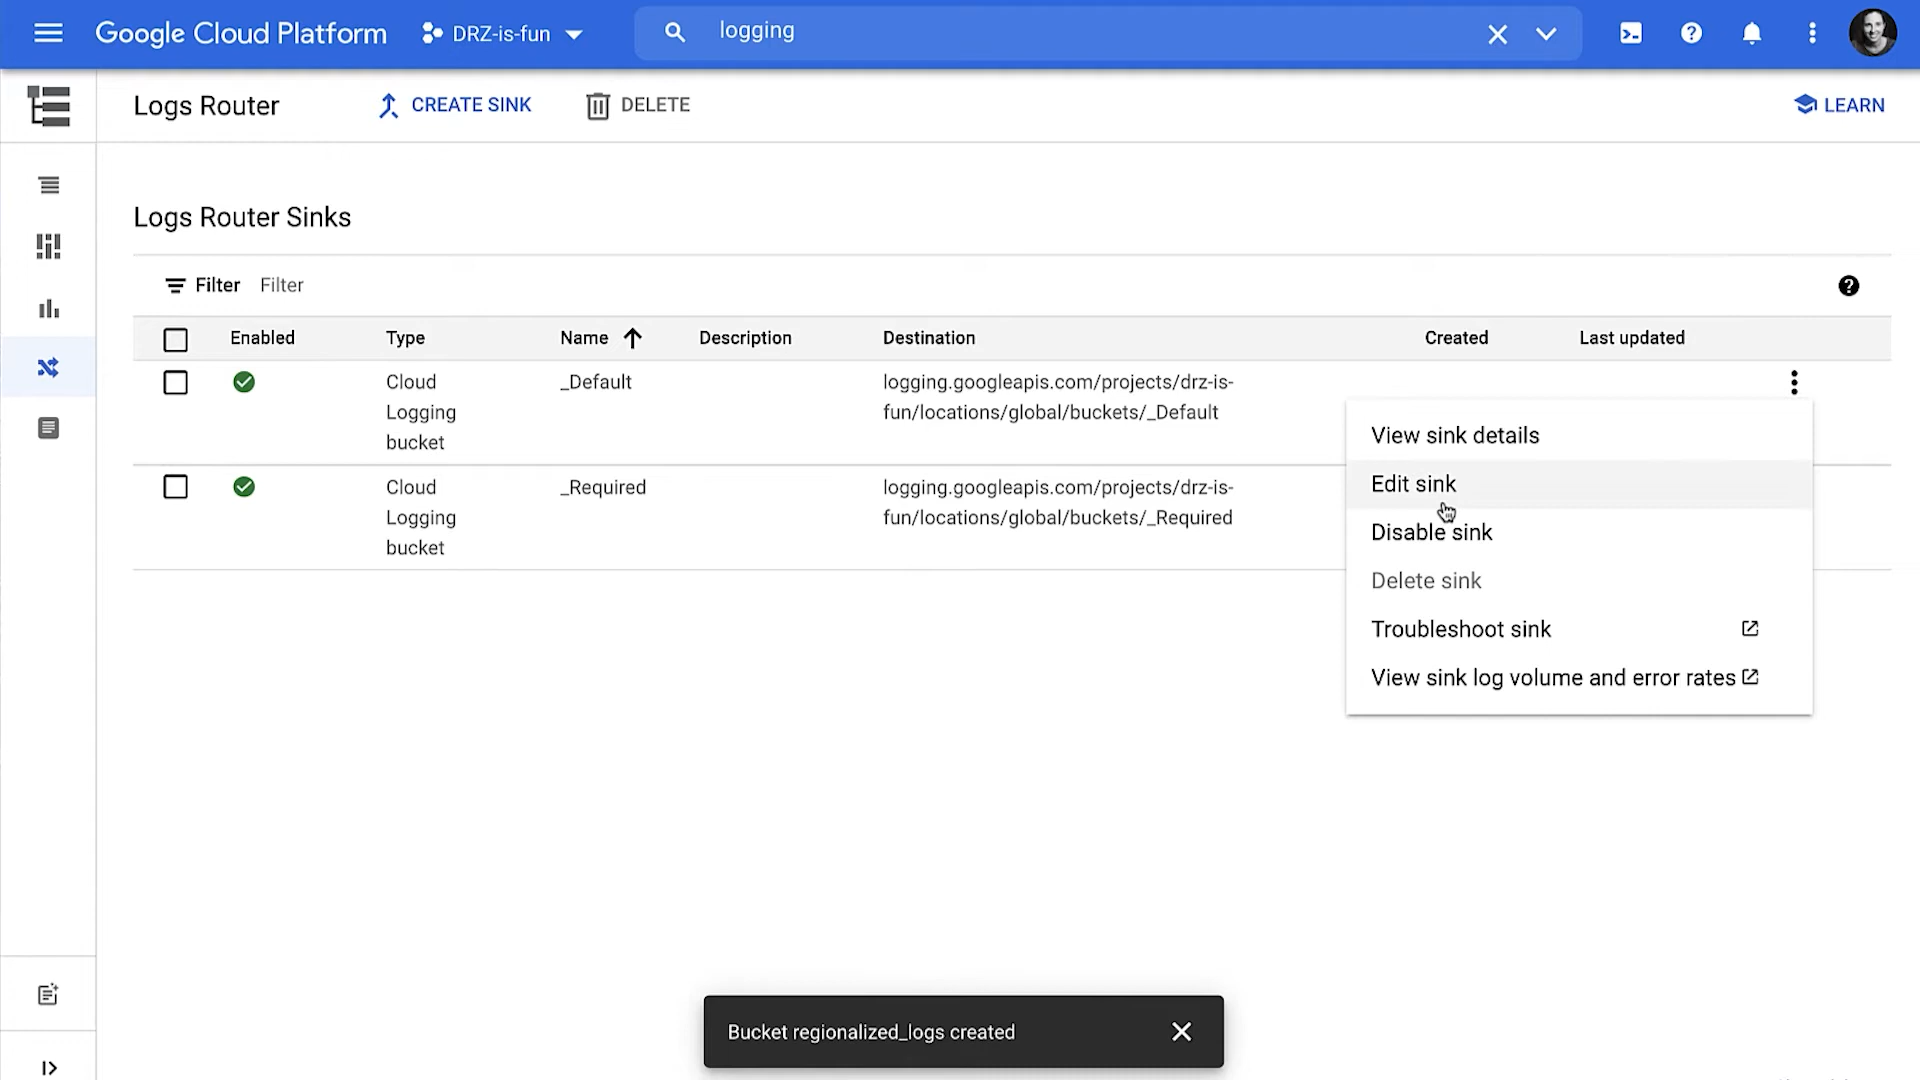 Google Cloud Platform
DRZ-is-fun
logging
Logs Router
CREATE SINK
DELETE
LEARN
Logs Router Sinks
Filter Filter
Enabled Type Name Description Destination Created Last updated
Cloud
Logging
bucket
_Default
logging.googleapis.com/projects/drz-is-
fun/locations/global/buckets/_Default
Cloud
Logging
bucket
_Required
logging.googleapis.com/projects/drz-is-
fun/locations/global/buckets/_Required
View sink details
Edit sink
Disable sink
Delete sink
Troubleshoot sink
View sink log volume and error rates
Bucket regionalized_logs created